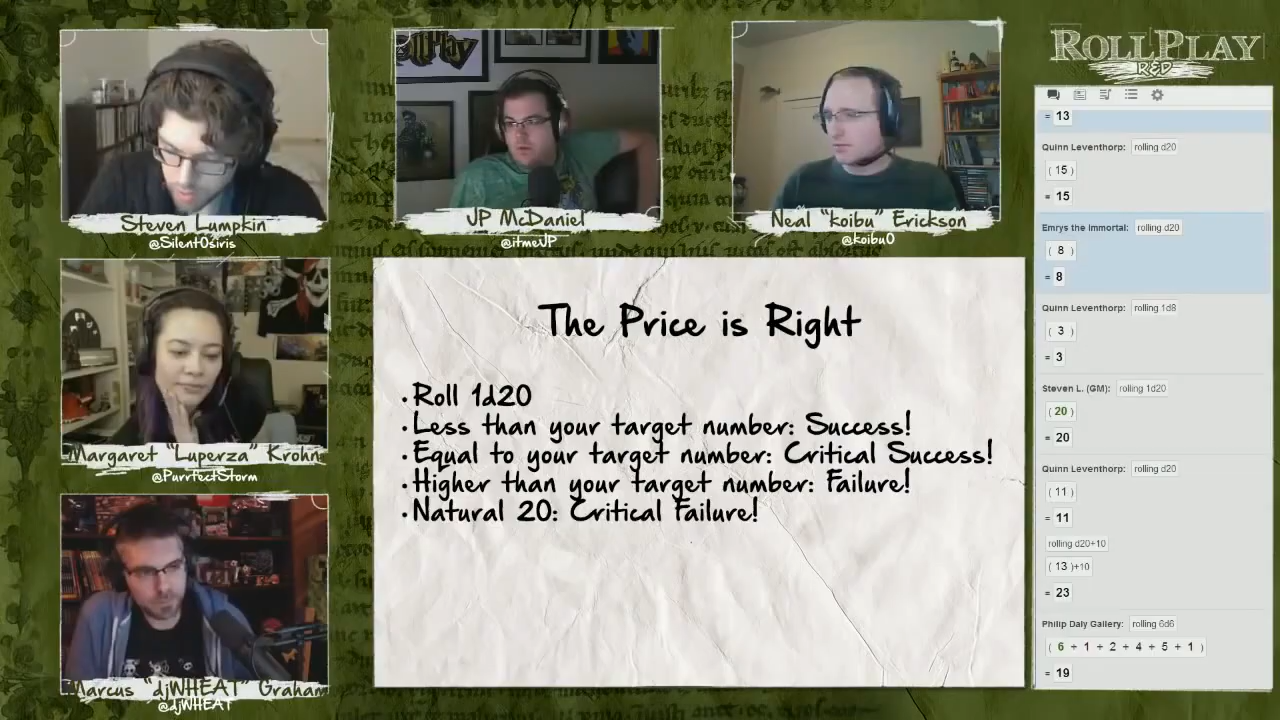 ROLLPLAY
R&D
Steven Lumpkin
@SilentOsiris
JP McDaniel
@itmeJP
Neal "koibu" Erickson
@koibu0
Margaret "Luperza" Krohn
@PurrfectStorm
Marcus "djWHEAT" Graham
@djWHEAT
The Price is Right
•Roll 1d20
•Less than your target number: Success!
•Equal to your target number: Critical Success!
•Higher than your target number: Failure!
•Natural 20: Critical Failure!
= 13
Quinn Leventhorp: rolling d20
( 15 )
= 15
Emrys the Immortal: rolling d20
( 8 )
= 8
Quinn Leventhorp: rolling 1d8
( 3 )
= 3
Steven L. (GM): rolling 1d20
( 20 )
= 20
Quinn Leventhorp: rolling d20
( 11 )
= 11
rolling d20+10
( 13 )+10
= 23
Philip Daly Gallery: rolling 6d6
( 6 + 1 + 2 + 4 + 5 + 1 )
= 19